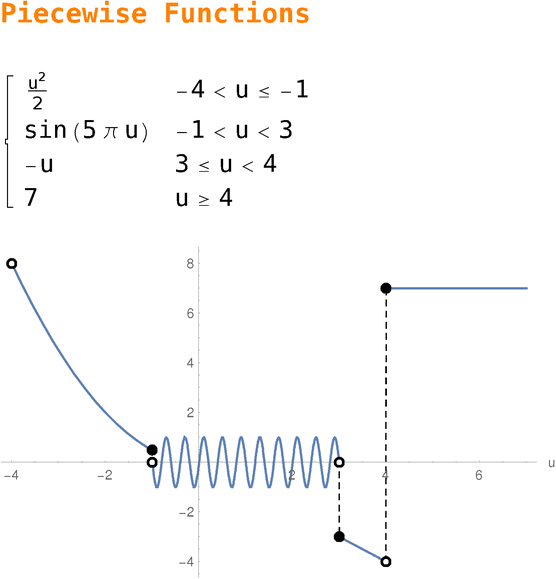 Piecewise Functions
u²/2 -4 < u ≤ -1
sin (5 π u) -1 < u < 3
-u 3 ≤ u < 4
7 u ≥ 4
8
6
4
2
-4 -2 2 4 6 u
-2
-4